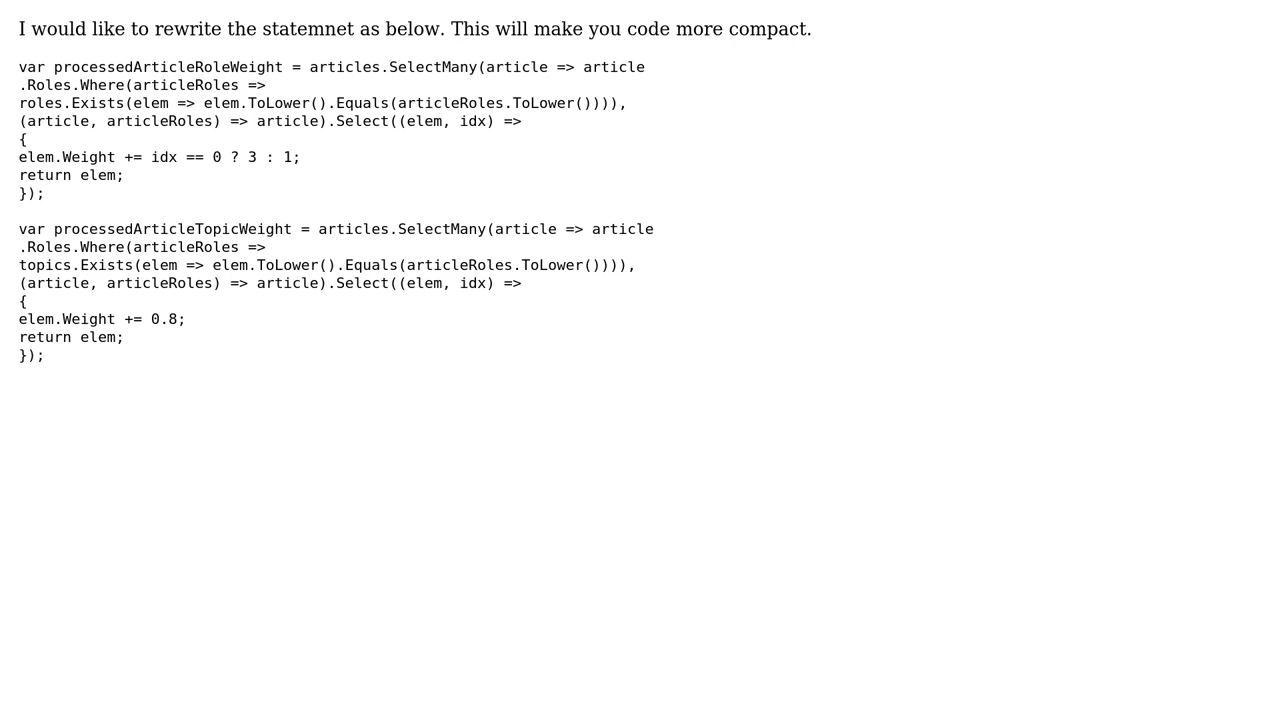 I would like to rewrite the statemnet as below. This will make you code more compact.
var processedArticleRoleWeight = articles.SelectMany(article => article
.Roles.Where(articleRoles =>
roles.Exists(elem => elem.ToLower().Equals(articleRoles.ToLower()))),
(article, articleRoles) => article).Select((elem, idx) =>
{
elem.Weight += idx == 0 ? 3 : 1;
return elem;
});
var processedArticleTopicWeight = articles.SelectMany(article => article
.Roles.Where(articleRoles =>
topics.Exists(elem => elem.ToLower().Equals(articleRoles.ToLower()))),
(article, articleRoles) => article).Select((elem, idx) =>
{
elem.Weight += 0.8;
return elem;
});